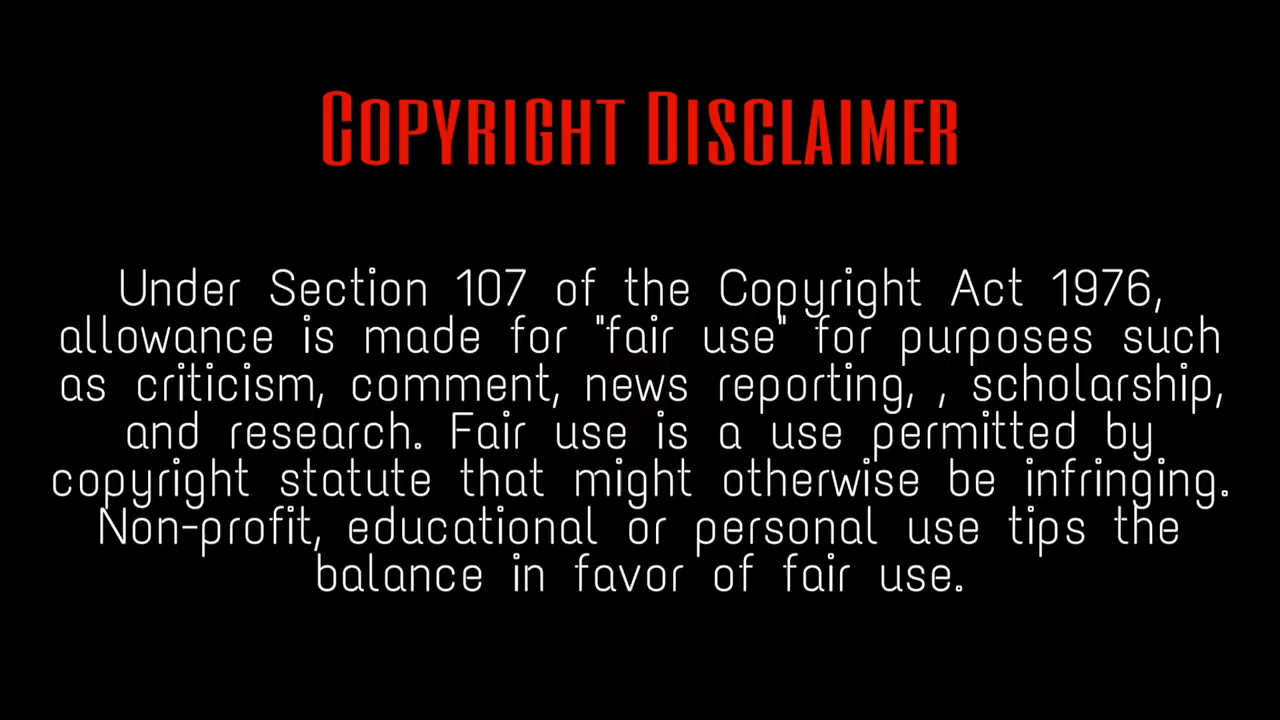 Copyright Disclaimer
Under Section 107 of the Copyright Act 1976,
allowance is made for "fair use" for purposes such
as criticism, comment, news reporting, , scholarship,
and research. Fair use is a use permitted by
copyright statute that might otherwise be infringing.
Non-profit, educational or personal use tips the
balance in favor of fair use.